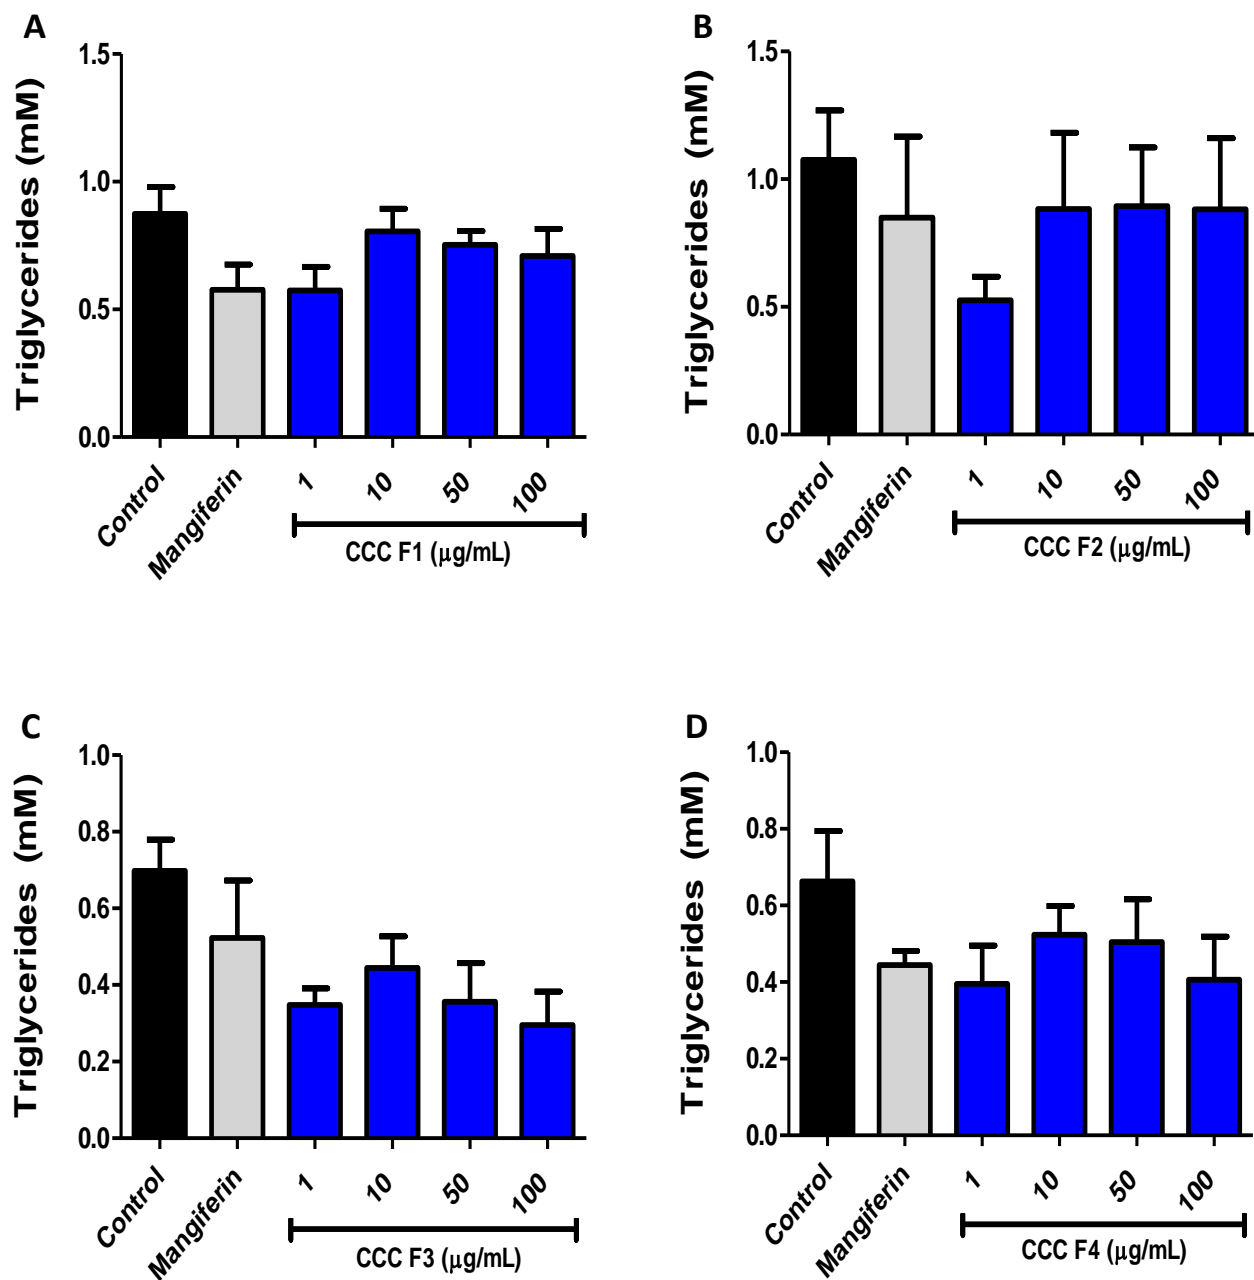 A
Triglycerides (mM)
1.5
1.0
0.5
0.0
Control
Mangiferin
1
10
50
100
CCC F1 (μg/mL)
B
Triglycerides (mM)
1.5
1.0
0.5
0.0
Control
Mangiferin
1
10
50
100
CCC F2 (μg/mL)
C
Triglycerides (mM)
1.0
0.8
0.6
0.4
0.2
0.0
Control
Mangiferin
1
10
50
100
CCC F3 (μg/mL)
D
Triglycerides (mM)
1.0
0.8
0.6
0.4
0.2
0.0
Control
Mangiferin
1
10
50
100
CCC F4 (μg/mL)